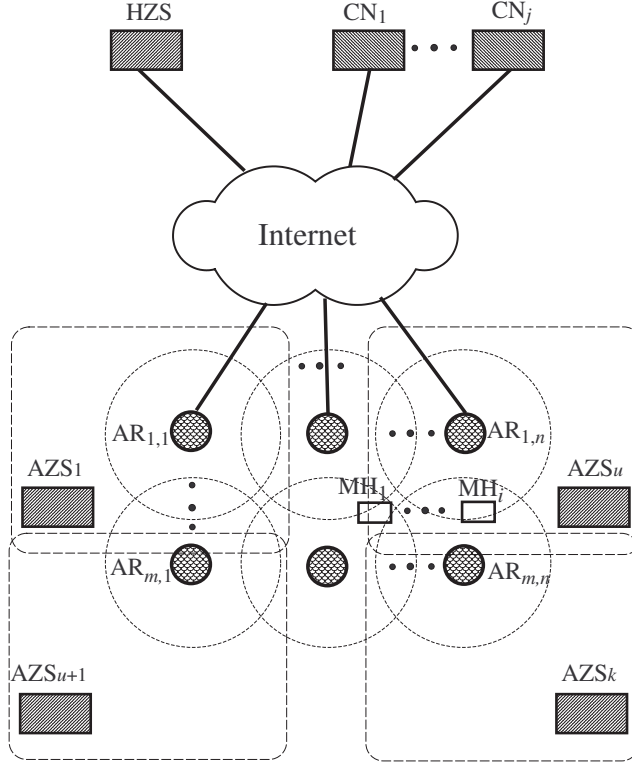 HZS CN1 CNj
Internet
AR1,1 AR1,n
AZS1 MH1 MHi AZSu
ARm,1 ARm,n
AZSu+1 AZSk